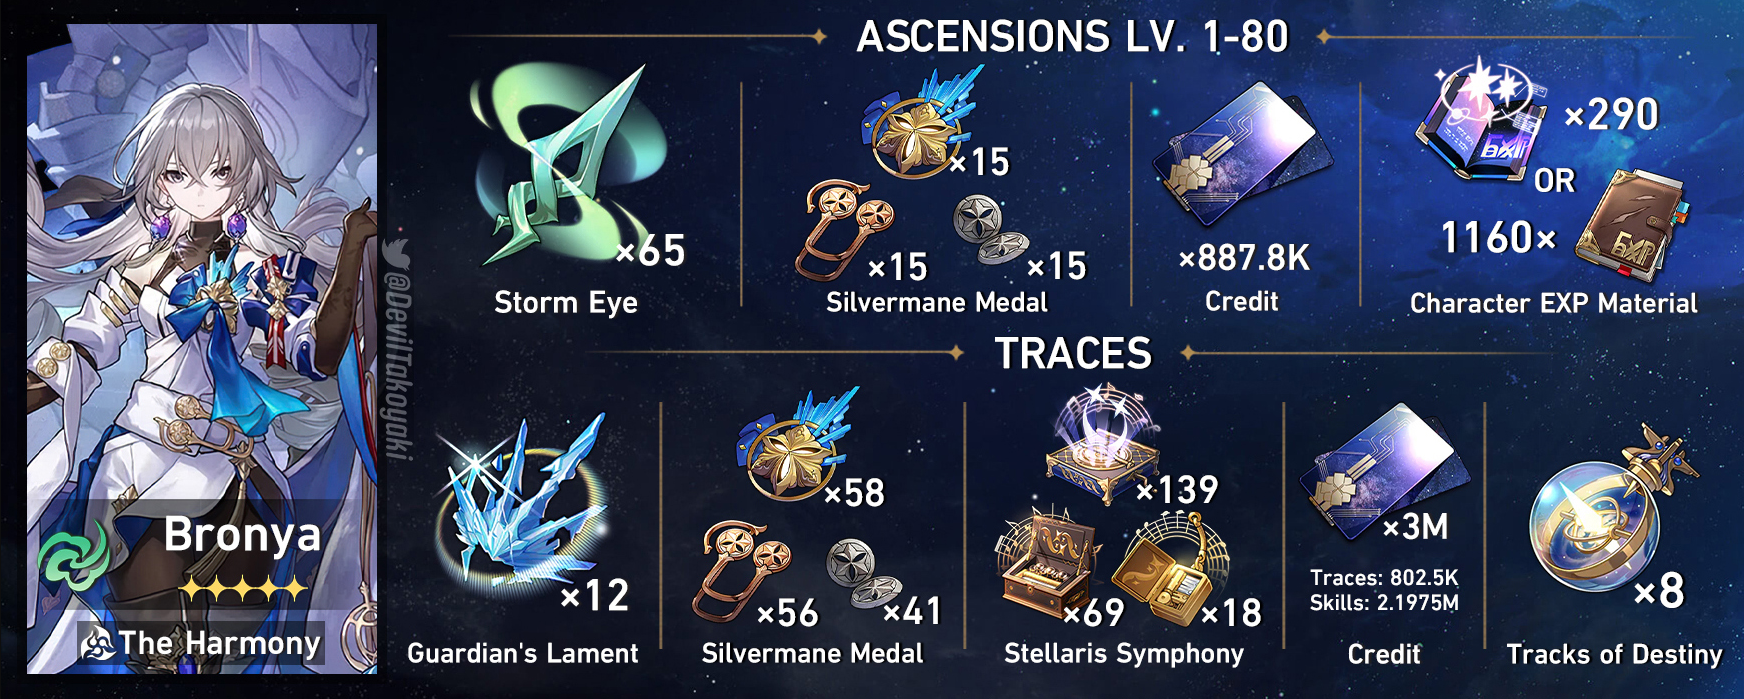 ASCENSIONS LV. 1-80
×65
Storm Eye
×15
×15
×15
Silvermane Medal
×887.8K
Credit
×290
OR
1160×
EXP
Character EXP Material
@DevilTakoyaki
TRACES
×12
Guardian's Lament
×58
×56
×41
Silvermane Medal
×139
×69
×18
Stellaris Symphony
×3M
Traces: 802.5K
Skills: 2.1975M
Credit
×8
Tracks of Destiny
Bronya
The Harmony